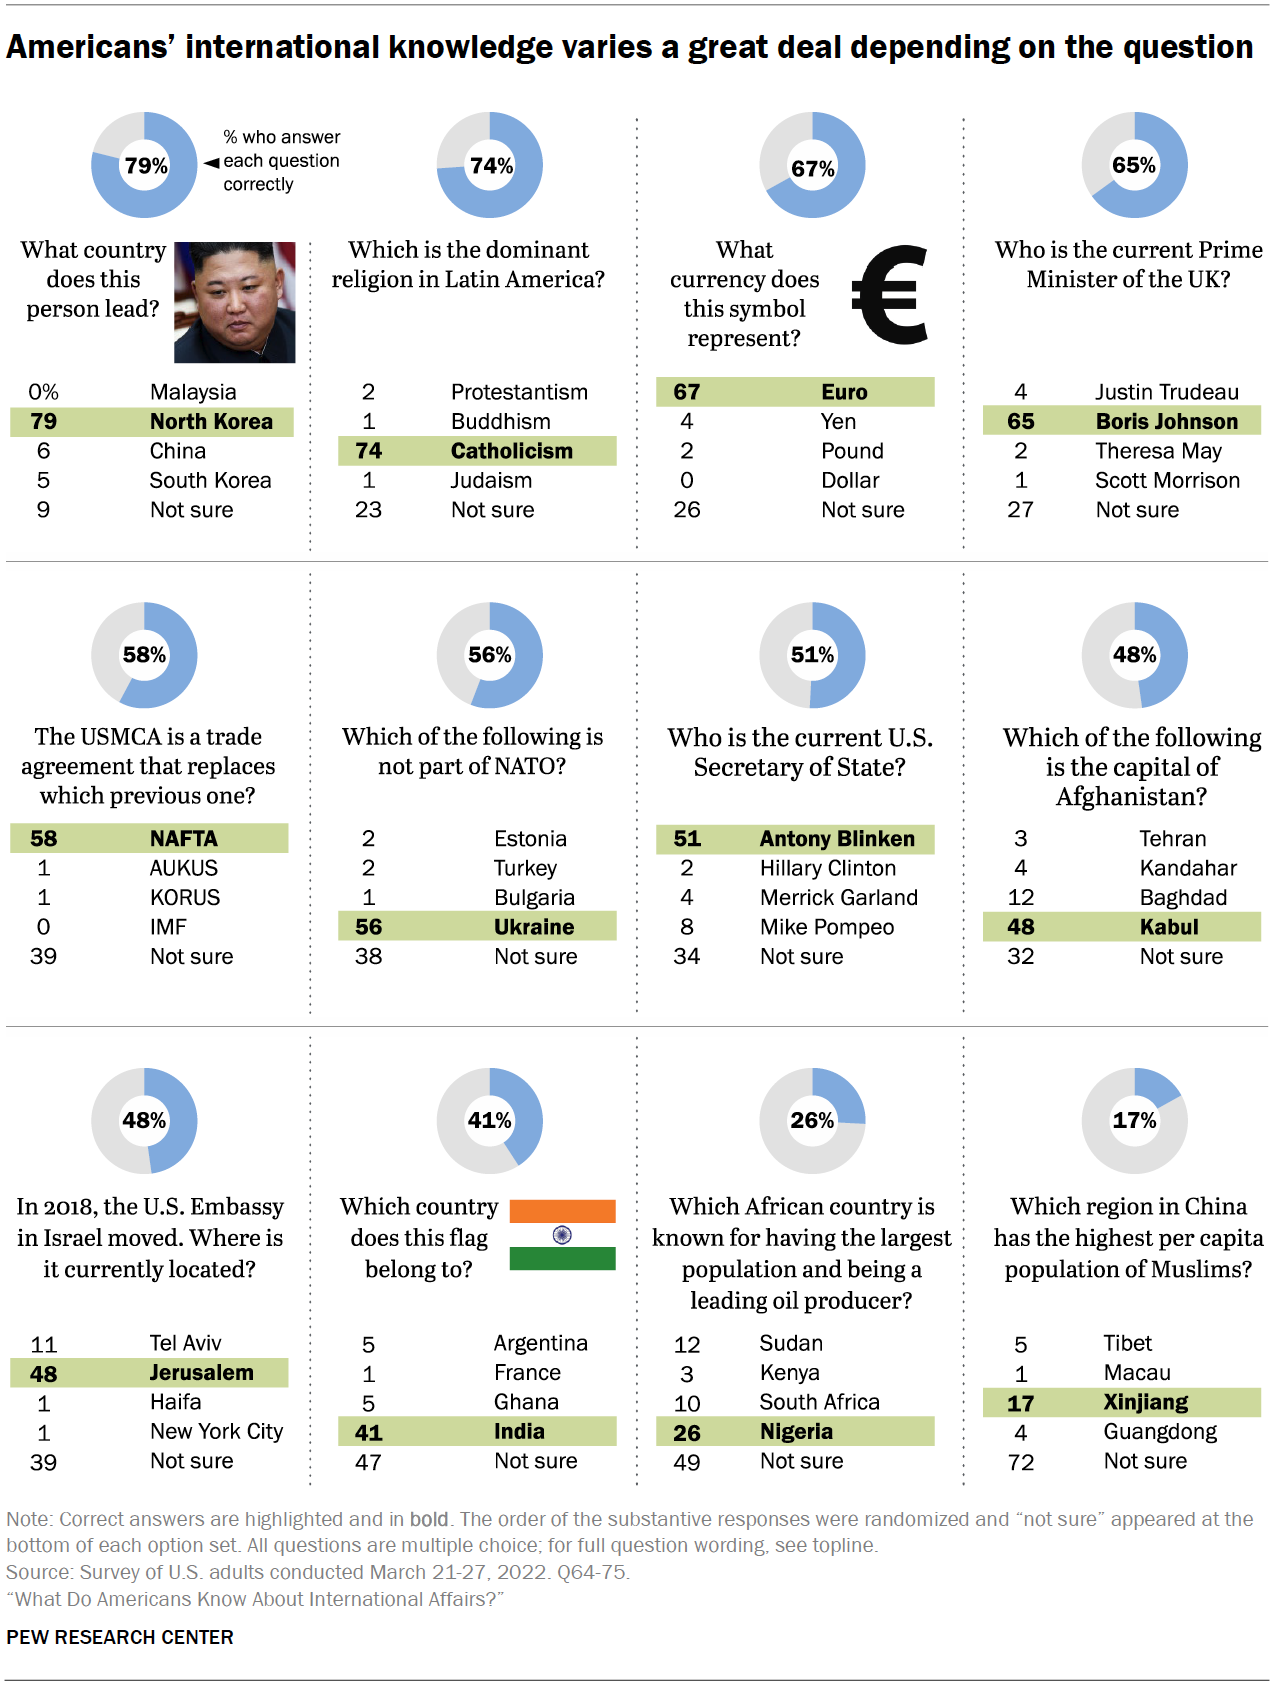 Americans’ international knowledge varies a great deal depending on the question
79%
% who answer
each question
correctly
What country
does this
person lead?
0% Malaysia
79 North Korea
6 China
5 South Korea
9 Not sure
74%
Which is the dominant
religion in Latin America?
2 Protestantism
1 Buddhism
74 Catholicism
1 Judaism
23 Not sure
67%
What
currency does
this symbol
represent?
€
67 Euro
4 Yen
2 Pound
0 Dollar
26 Not sure
65%
Who is the current Prime
Minister of the UK?
4 Justin Trudeau
65 Boris Johnson
2 Theresa May
1 Scott Morrison
27 Not sure
58%
The USMCA is a trade
agreement that replaces
which previous one?
58 NAFTA
1 AUKUS
1 KORUS
0 IMF
39 Not sure
56%
Which of the following is
not part of NATO?
2 Estonia
2 Turkey
1 Bulgaria
56 Ukraine
38 Not sure
51%
Who is the current U.S.
Secretary of State?
51 Antony Blinken
2 Hillary Clinton
4 Merrick Garland
8 Mike Pompeo
34 Not sure
48%
Which of the following
is the capital of
Afghanistan?
3 Tehran
4 Kandahar
12 Baghdad
48 Kabul
32 Not sure
48%
In 2018, the U.S. Embassy
in Israel moved. Where is
it currently located?
11 Tel Aviv
48 Jerusalem
1 Haifa
1 New York City
39 Not sure
41%
Which country
does this flag
belong to?
5 Argentina
1 France
5 Ghana
41 India
47 Not sure
26%
Which African country is
known for having the largest
population and being a
leading oil producer?
12 Sudan
3 Kenya
10 South Africa
26 Nigeria
49 Not sure
17%
Which region in China
has the highest per capita
population of Muslims?
5 Tibet
1 Macau
17 Xinjiang
4 Guangdong
72 Not sure
Note: Correct answers are highlighted and in bold. The order of the substantive responses were randomized and “not sure” appeared at the
bottom of each option set. All questions are multiple choice; for full question wording, see topline.
Source: Survey of U.S. adults conducted March 21-27, 2022. Q64-75.
“What Do Americans Know About International Affairs?”
PEW RESEARCH CENTER